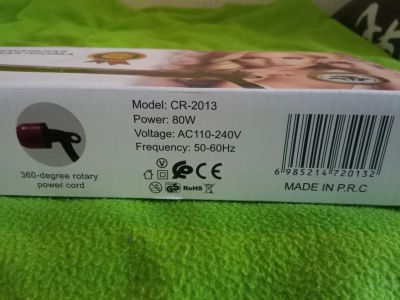 Model: CR-2013
Power: 80W
Voltage: AC110-240V
Frequency: 50-60Hz
360-degree rotary
power cord
CE
GS
RoHS
6 985214 720132
MADE IN P.R.C